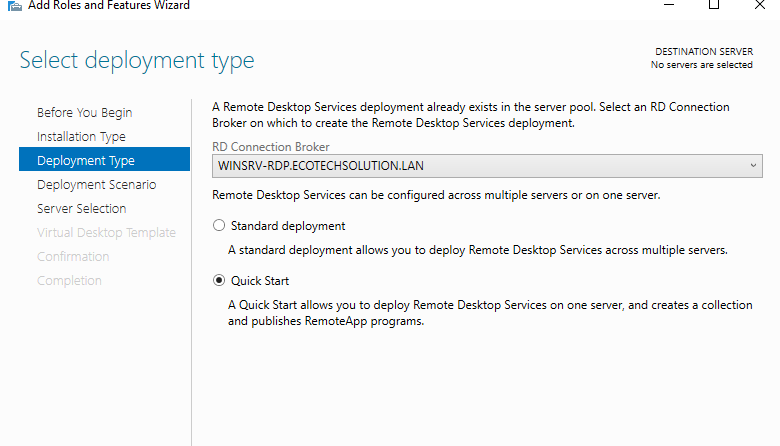 Add Roles and Features Wizard
Select deployment type
DESTINATION SERVER
No servers are selected
Before You Begin
Installation Type
Deployment Type
Deployment Scenario
Server Selection
Virtual Desktop Template
Confirmation
Completion
A Remote Desktop Services deployment already exists in the server pool. Select an RD Connection
Broker on which to create the Remote Desktop Services deployment.
RD Connection Broker
WINSRV-RDP.ECOTECHSOLUTION.LAN
Remote Desktop Services can be configured across multiple servers or on one server.
Standard deployment
A standard deployment allows you to deploy Remote Desktop Services across multiple servers.
Quick Start
A Quick Start allows you to deploy Remote Desktop Services on one server, and creates a collection
and publishes RemoteApp programs.